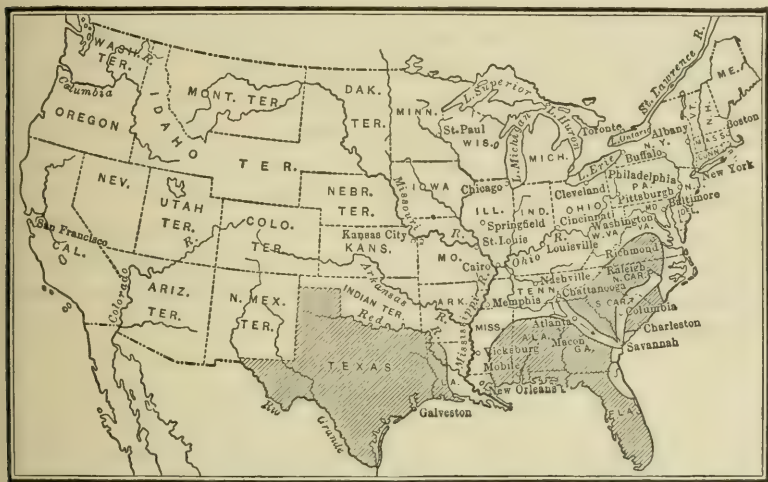 WASH. TER.
Columbia R.
OREGON
IDAHO TER.
MONT. TER.
DAK. TER.
MINN.
St. Paul
WIS.
L. Superior
L. Michigan
L. Huron
MICH.
Toronto
L. Ontario
St. Lawrence R.
ME.
VT.
N.H.
MASS.
CONN.
Boston
Albany
N.Y.
Buffalo
L. Erie
New York
NEV.
UTAH TER.
COLO. TER.
NEBR. TER.
IOWA
Missouri R.
Chicago
Cleveland
Philadelphia
PA.
Pittsburg
N.J.
Baltimore
MD.
DEL.
ILL.
Springfield
IND.
OHIO
Cincinnati
Washington
W.VA.
VA.
San Francisco
CAL.
Kansas City
KANS.
MO.
St. Louis
Cairo
Ohio R.
Louisville
Richmond
Colorado R.
ARIZ. TER.
N. MEX. TER.
INDIAN TER.
Arkansas R.
Red R.
ARK.
Mississippi R.
Memphis
TENN.
Nashville
Chattanooga
Raleigh
N. CAR.
S. CAR.
Columbia
Charleston
Savannah
TEXAS
LA.
MISS.
Vicksburg
ALA.
Mobile
Atlanta
Macon
GA.
New Orleans
FLA.
Galveston
Rio Grande